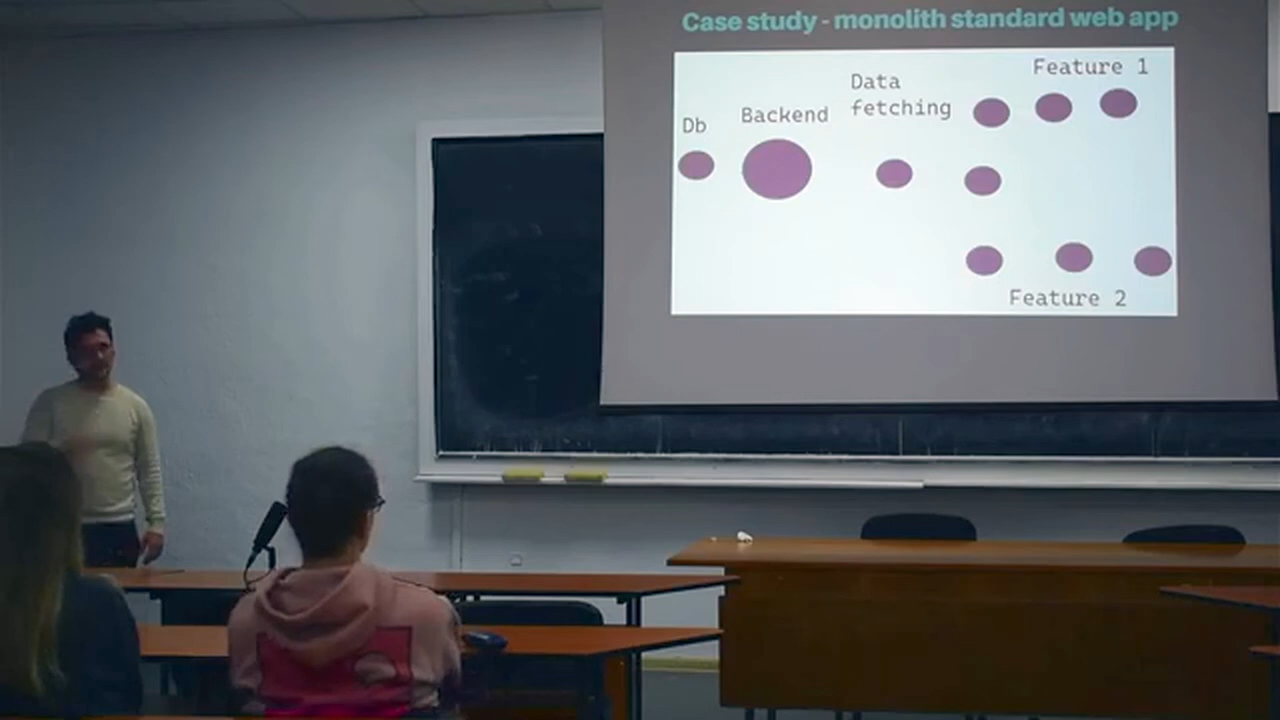 Case study - monolith standard web app
Feature 1
Data
fetching
Backend
Db
Feature 2